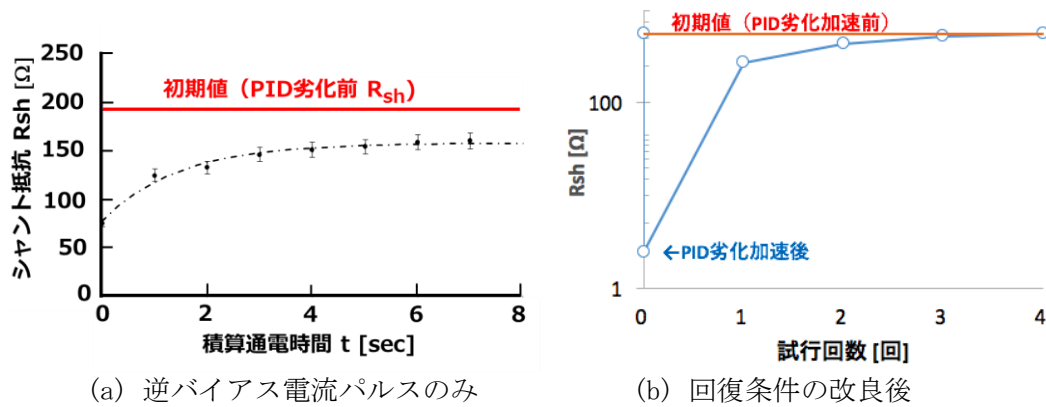 250
200
150
100
50
0
シャント抵抗 Rsh [Ω]
初期値（PID劣化前 Rsh）
0 2 4 6 8
積算通電時間 t [sec]
(a) 逆バイアス電流パルスのみ
初期値（PID劣化加速前）
100
1
Rsh [Ω]
←PID劣化加速後
0 1 2 3 4
試行回数 [回]
(b) 回復条件の改良後